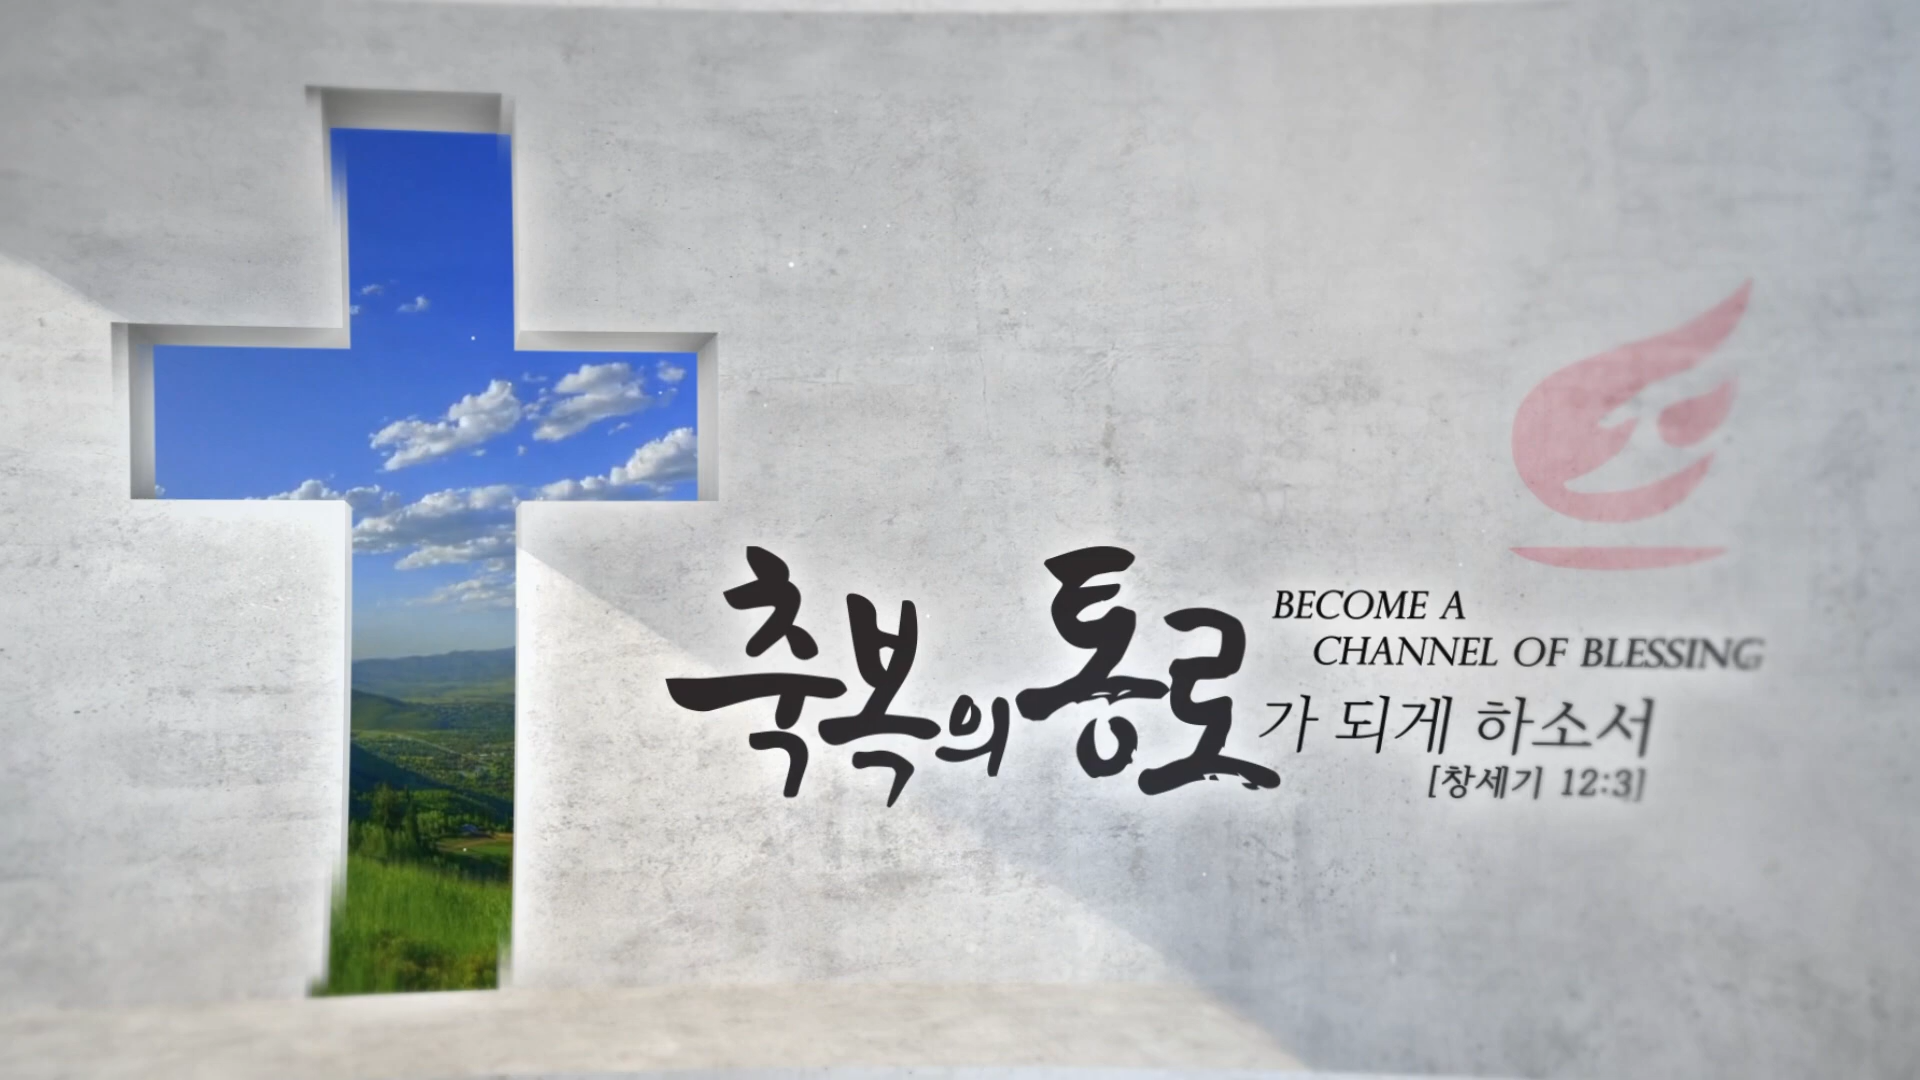 BECOME A
CHANNEL OF BLESSING
축복의 통로가 되게 하소서
[창세기 12:3]